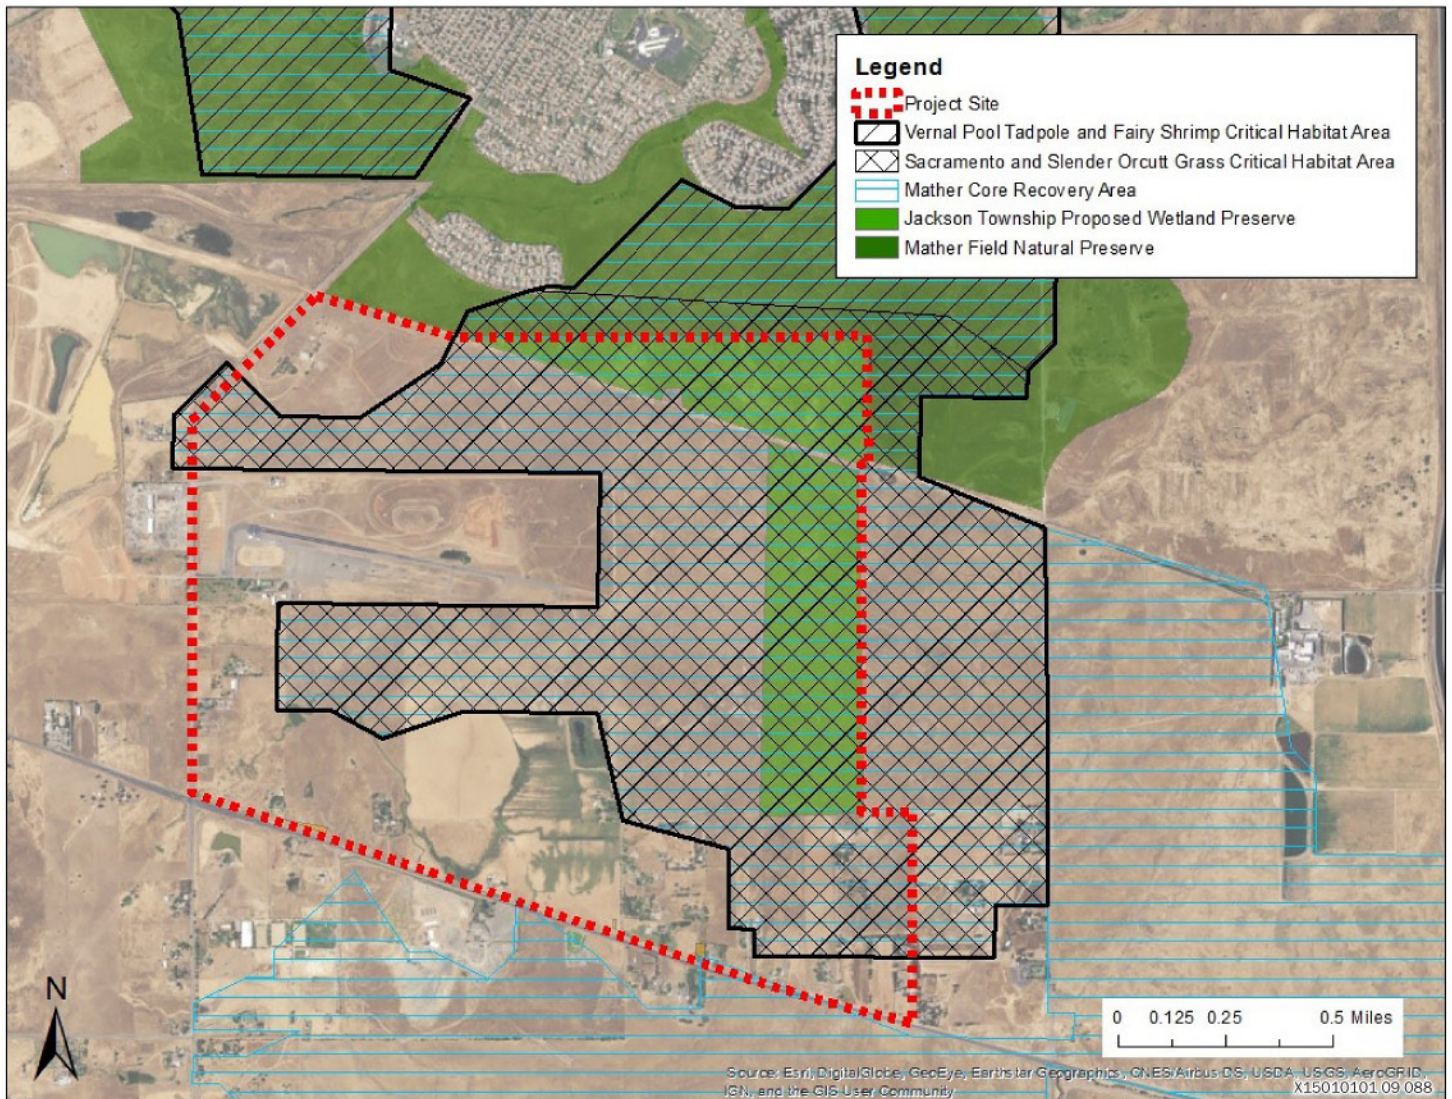 Legend
Project Site
Vernal Pool Tadpole and Fairy Shrimp Critical Habitat Area
Sacramento and Slender Orcutt Grass Critical Habitat Area
Mather Core Recovery Area
Jackson Township Proposed Wetland Preserve
Mather Field Natural Preserve
N
0 0.125 0.25 0.5 Miles
Source: Esri, DigitalGlobe, GeoEye, Earthstar Geographics, CNES/Airbus DS, USDA, USGS, AeroGRID,
IGN, and the GIS User Community
X15010101 09 088